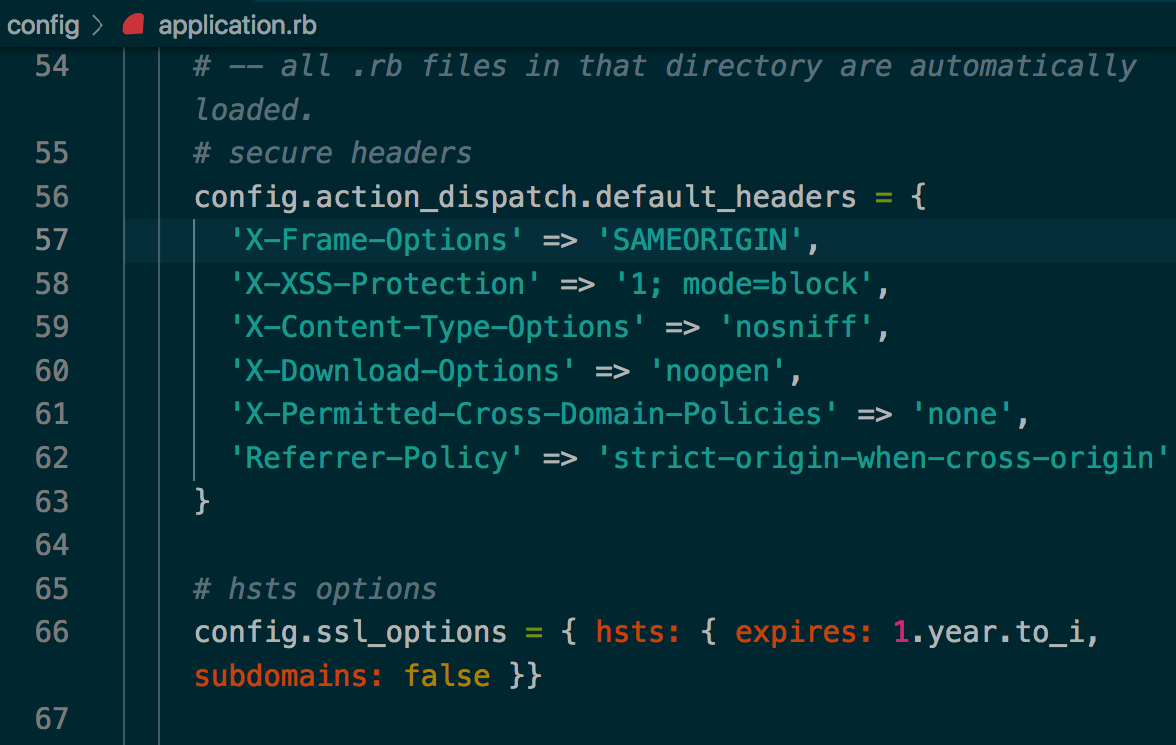 config > application.rb
54 # -- all .rb files in that directory are automatically
loaded.
55 # secure headers
56 config.action_dispatch.default_headers = {
57 'X-Frame-Options' => 'SAMEORIGIN',
58 'X-XSS-Protection' => '1; mode=block',
59 'X-Content-Type-Options' => 'nosniff',
60 'X-Download-Options' => 'noopen',
61 'X-Permitted-Cross-Domain-Policies' => 'none',
62 'Referrer-Policy' => 'strict-origin-when-cross-origin'
63 }
64
65 # hsts options
66 config.ssl_options = { hsts: { expires: 1.year.to_i,
subdomains: false }}
67